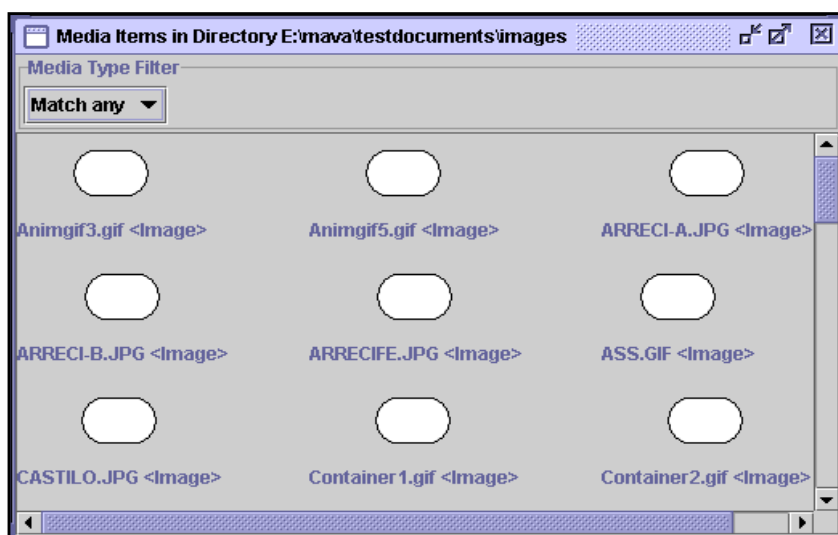 Media Items in Directory E:\mava\testdocuments\images
Media Type Filter
Match any
Animgif3.gif <Image> Animgif5.gif <Image> ARRECI-A.JPG <Image>
ARRECI-B.JPG <Image> ARRECIFE.JPG <Image> ASS.GIF <Image>
CASTILO.JPG <Image> Container1.gif <Image> Container2.gif <Image>